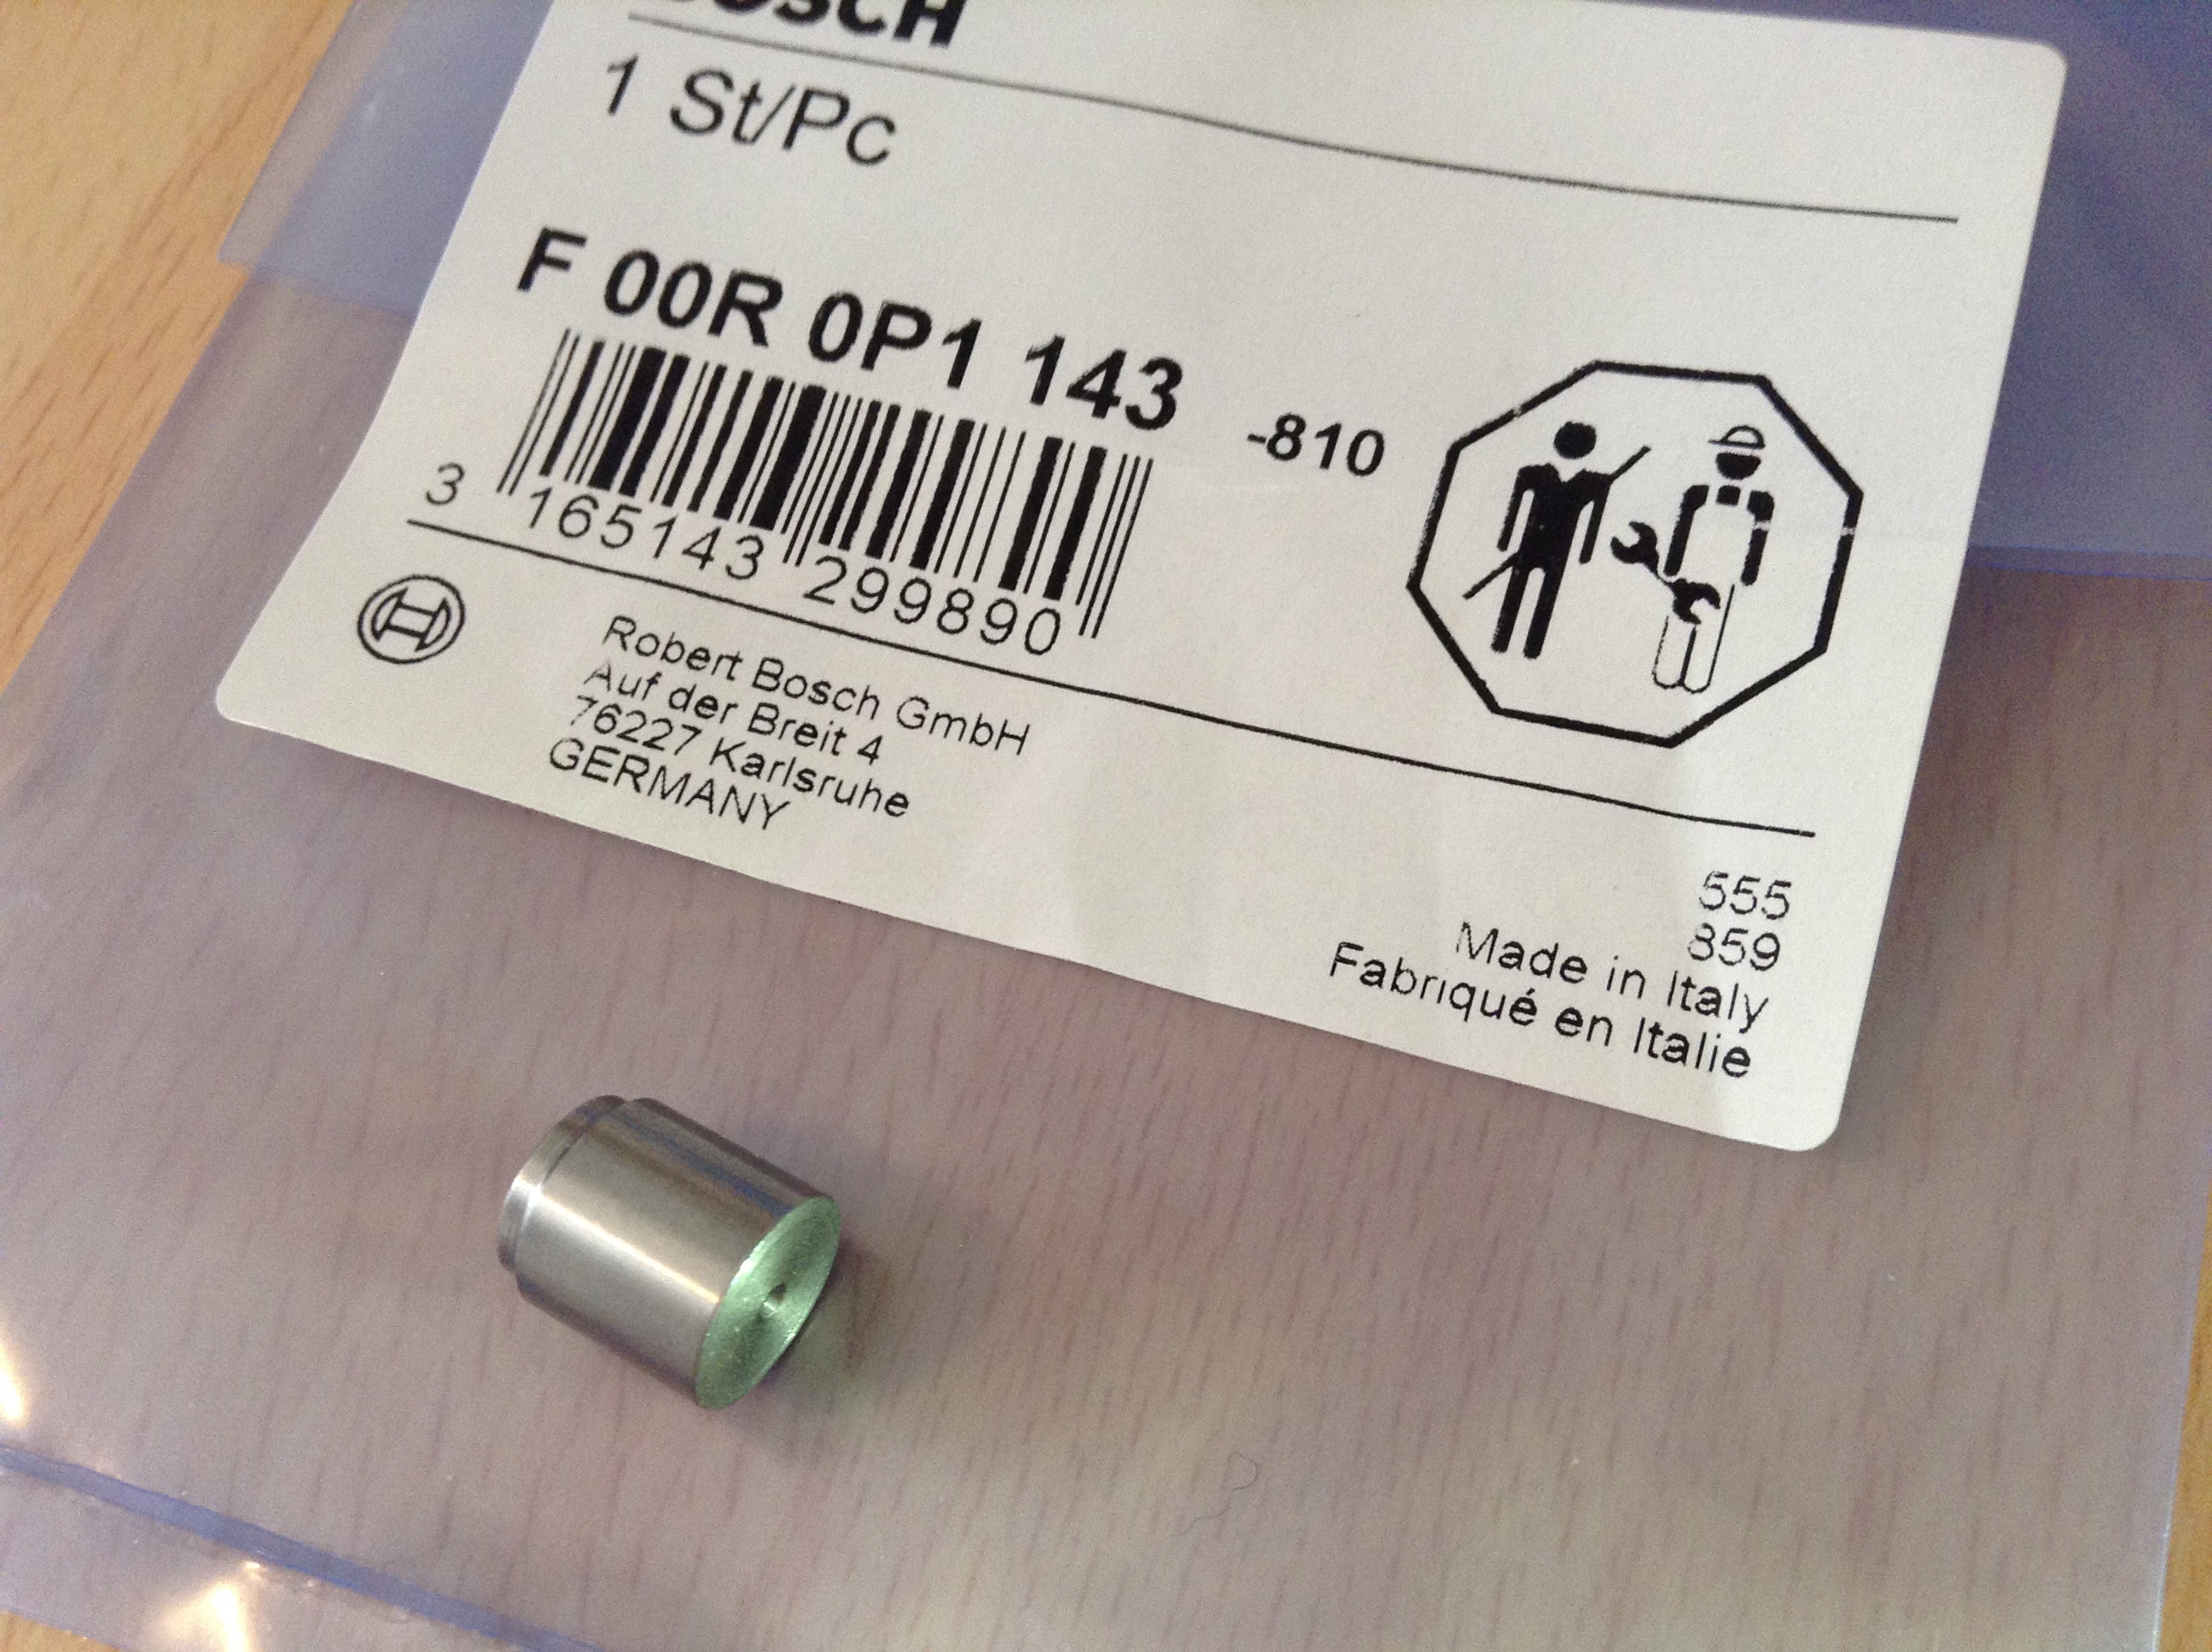 BOSCH
1 St/Pc
F 00R 0P1 143
-810
3 165143 299890
Robert Bosch GmbH
Auf der Breit 4
76227 Karlsruhe
GERMANY
555
859
Made in Italy
Fabriqué en Italie